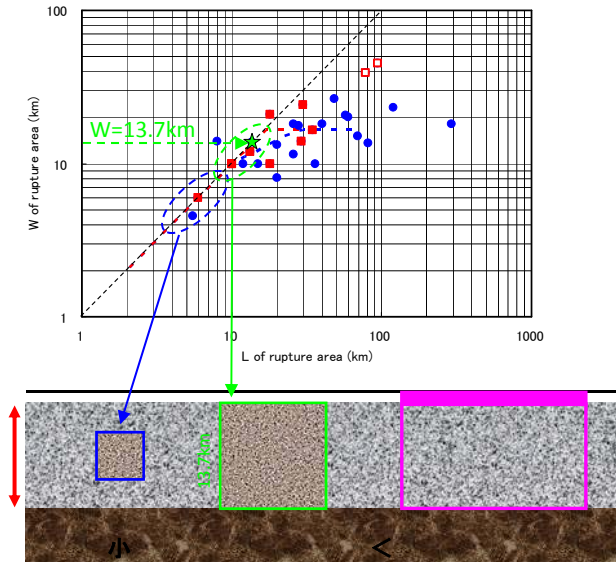 100
10
1
W of rupture area (km)
W=13.7km
1
10
100
1000
L of rupture area (km)
13.7km
小
<